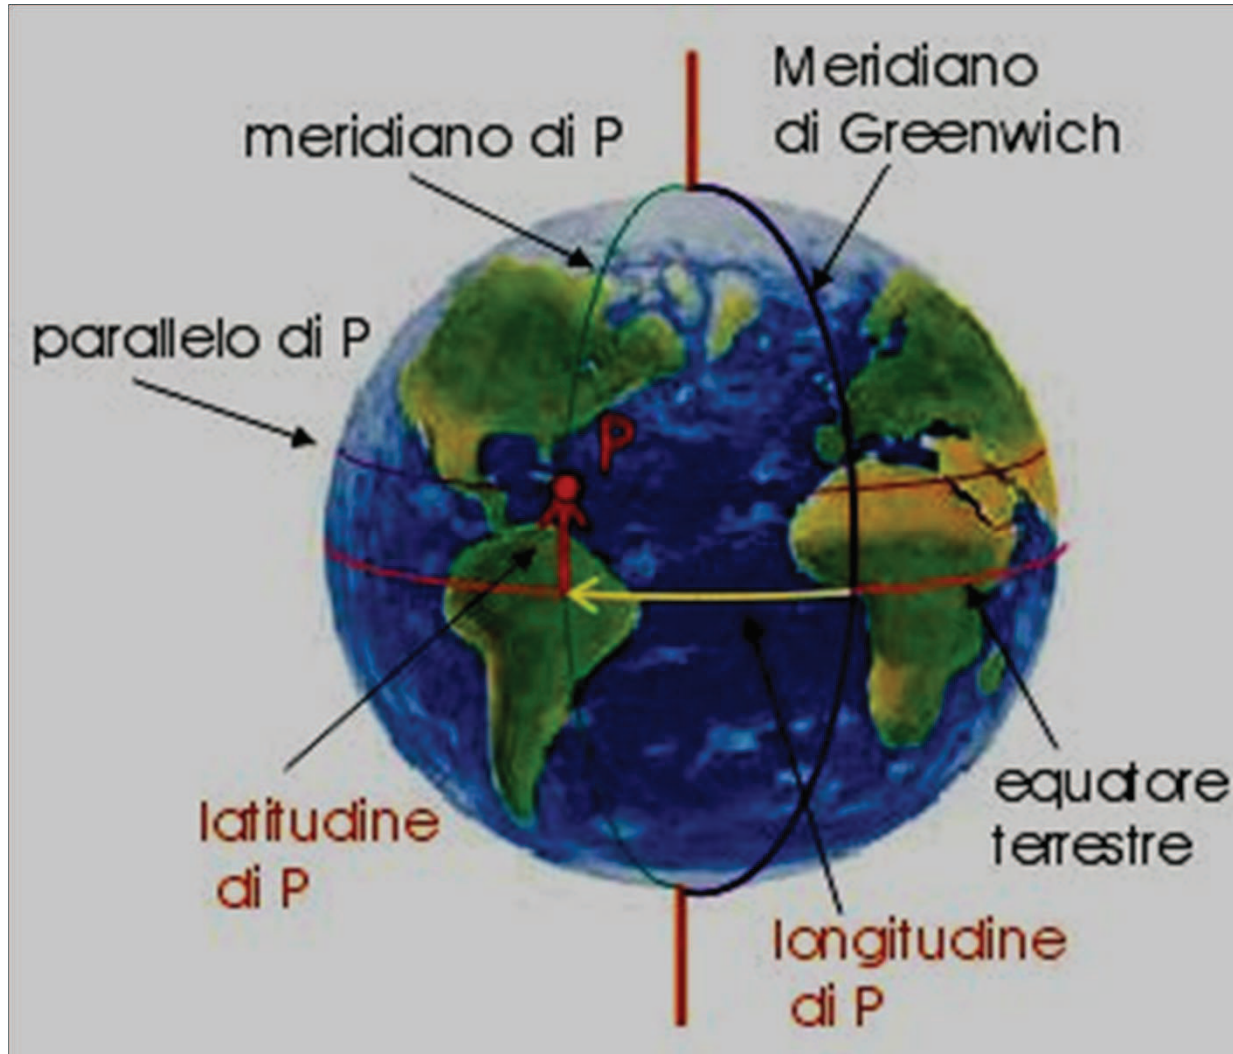 Meridiano
di Greenwich
meridiano di P
parallelo di P
P
equatore
terrestre
latitudine
di P
longitudine
di P